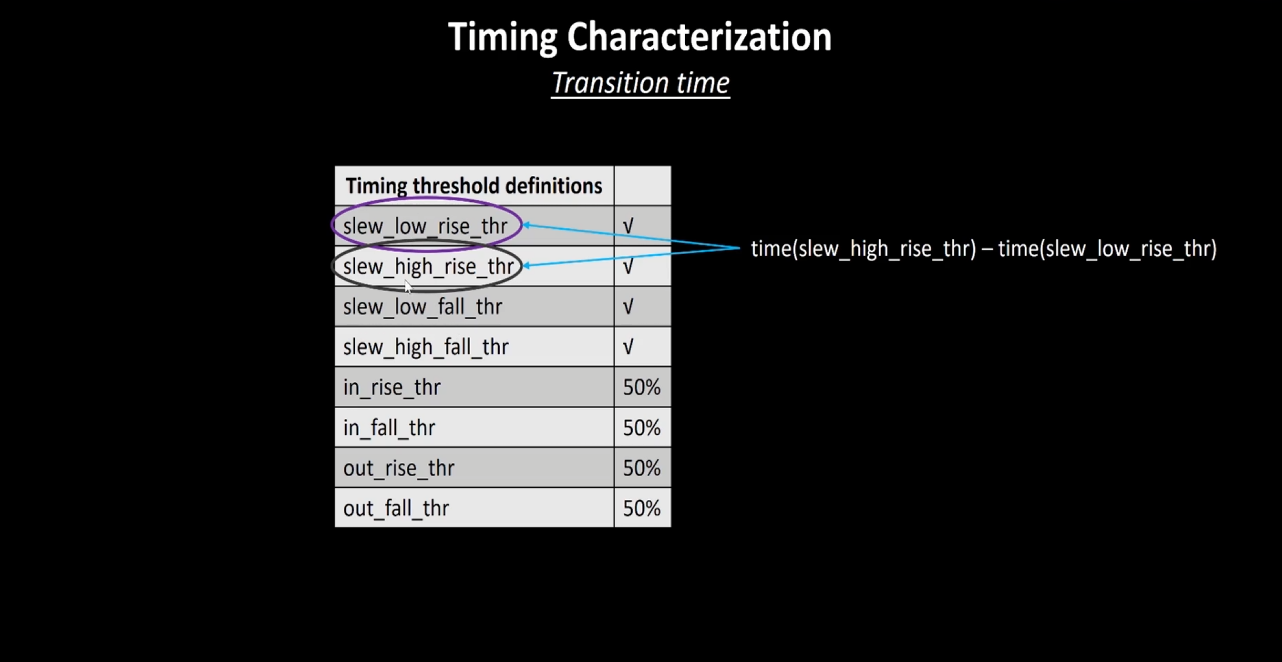 Timing Characterization
Transition time
Timing threshold definitions
slew_low_rise_thr √
slew_high_rise_thr √
time(slew_high_rise_thr) – time(slew_low_rise_thr)
slew_low_fall_thr √
slew_high_fall_thr √
in_rise_thr 50%
in_fall_thr 50%
out_rise_thr 50%
out_fall_thr 50%